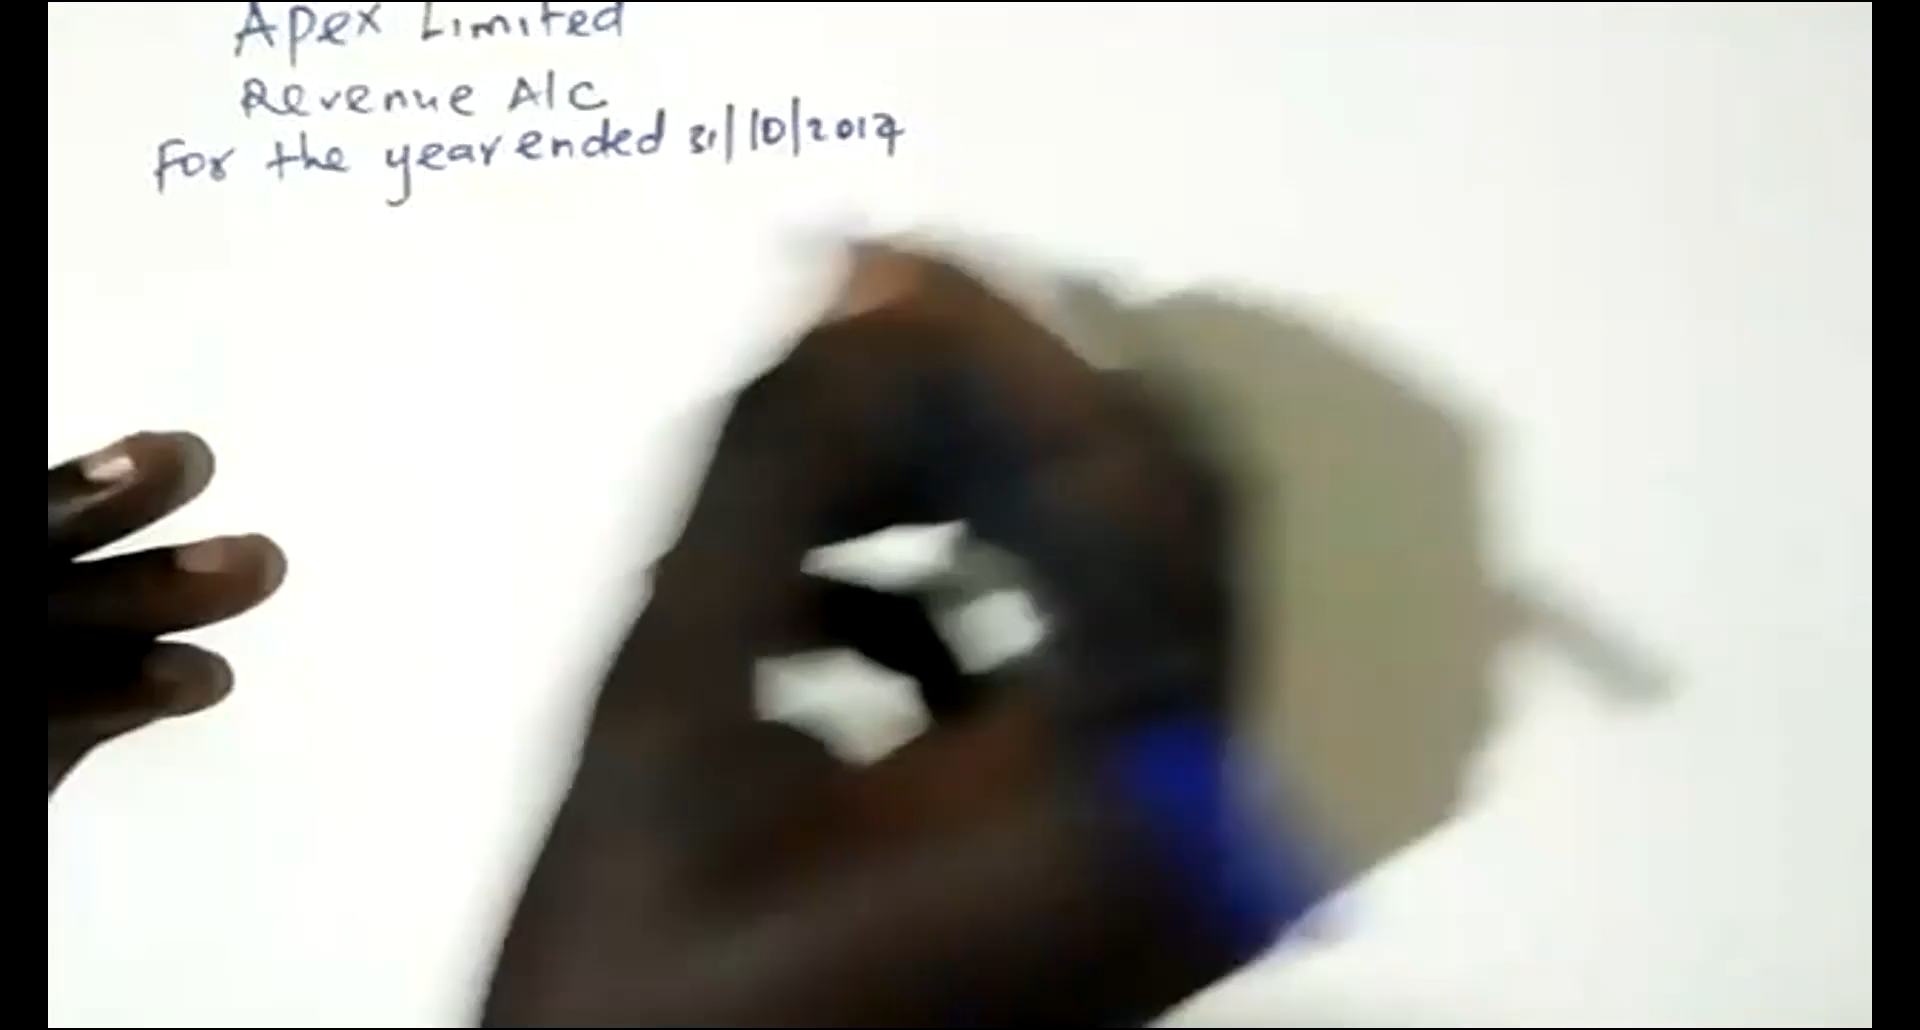 Apex Limited
Revenue A/C
For the year ended 31/10/2017